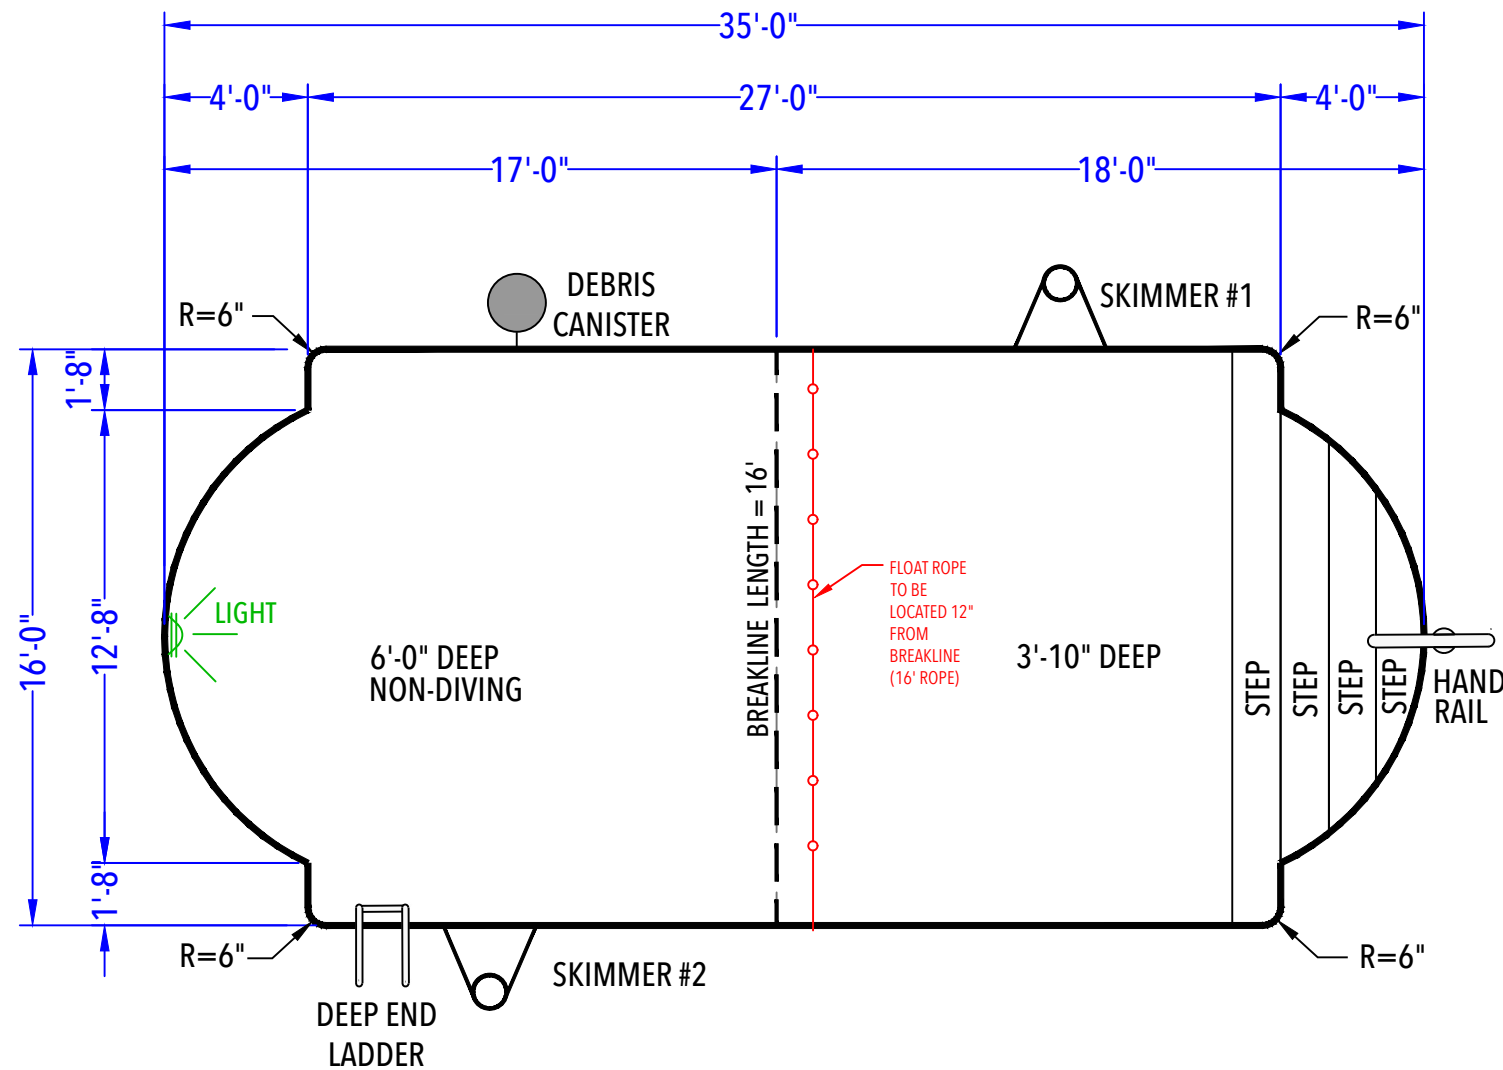 35'-0"
4'-0"
27'-0"
4'-0"
17'-0"
18'-0"
DEBRIS
CANISTER
SKIMMER #1
R=6"
R=6"
1'-8"
12'-8"
16'-0"
1'-8"
LIGHT
6'-0" DEEP
NON-DIVING
BREAKLINE LENGTH = 16'
FLOAT ROPE
TO BE
LOCATED 12"
FROM
BREAKLINE
(16' ROPE)
3'-10" DEEP
STEP
STEP
STEP
STEP
HAND
RAIL
R=6"
R=6"
SKIMMER #2
DEEP END
LADDER